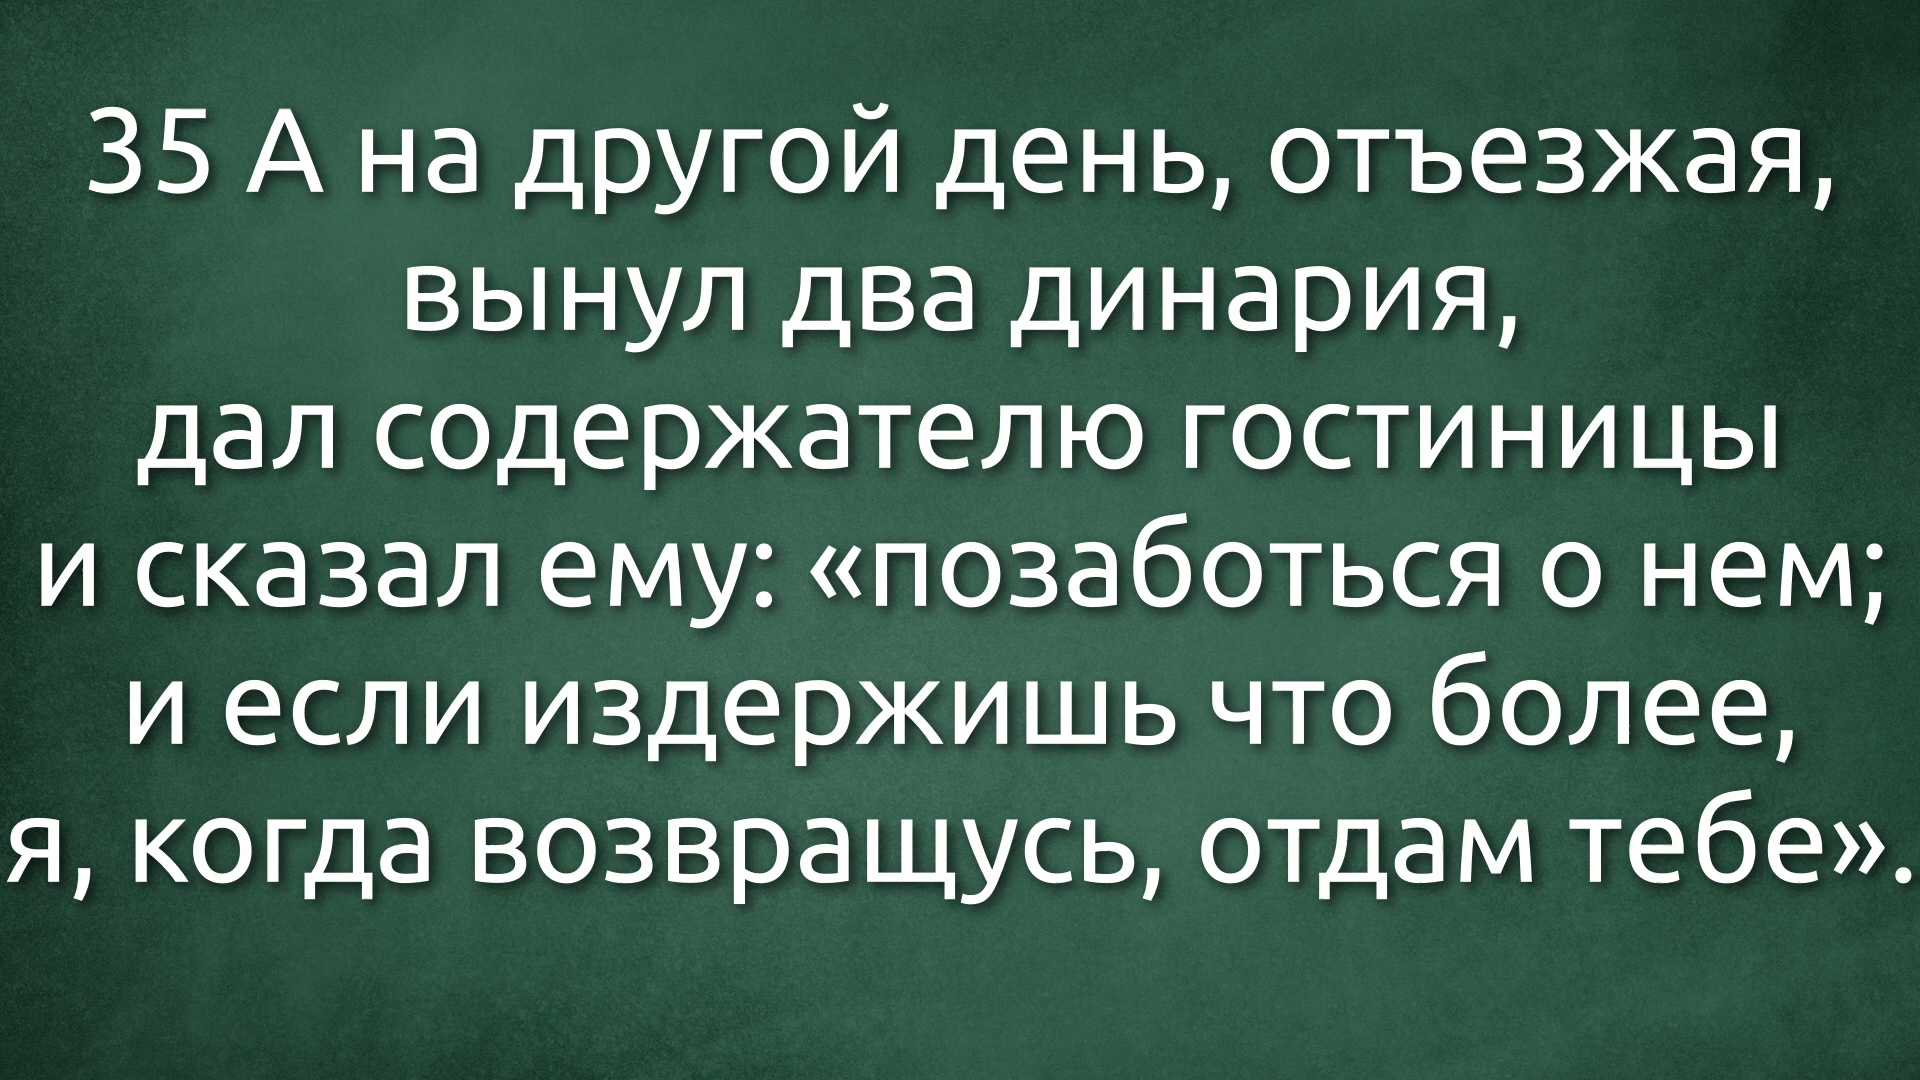 35 А на другой день, отъезжая,
вынул два динария,
дал содержателю гостиницы
и сказал ему: «позаботься о нем;
и если издержишь что более,
я, когда возвращусь, отдам тебе».